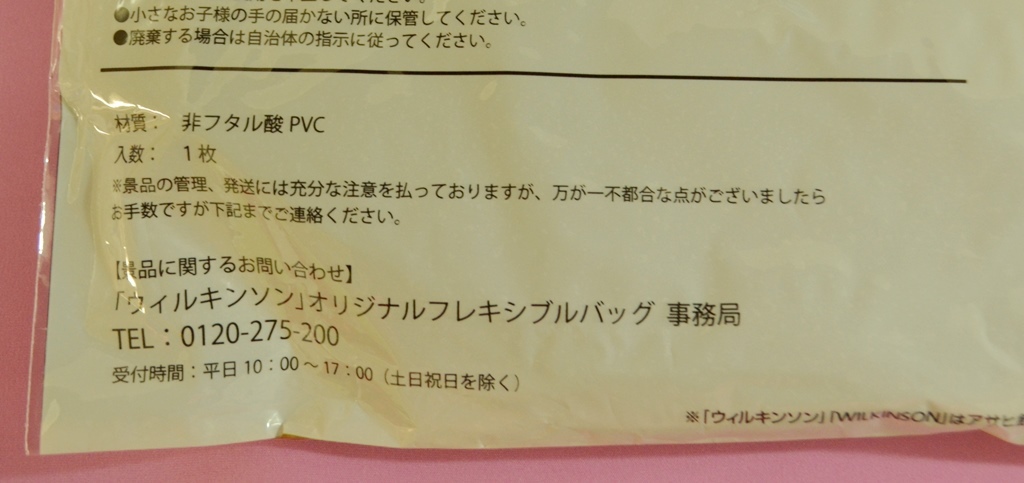 ●小さなお子様の手の届かない所に保管してください。
●廃棄する場合は自治体の指示に従ってください。
材質： 非フタル酸 PVC
入数： 1 枚
※景品の管理、発送には充分な注意を払っておりますが、万が一不都合な点がございましたら
お手数ですが下記までご連絡ください。
【景品に関するお問い合わせ】
「ウィルキンソン」オリジナルフレキシブルバッグ 事務局
TEL：0120-275-200
受付時間：平日 10：00～17：00（土日祝日を除く）
※「ウィルキンソン」「WILKINSON」はアサヒ